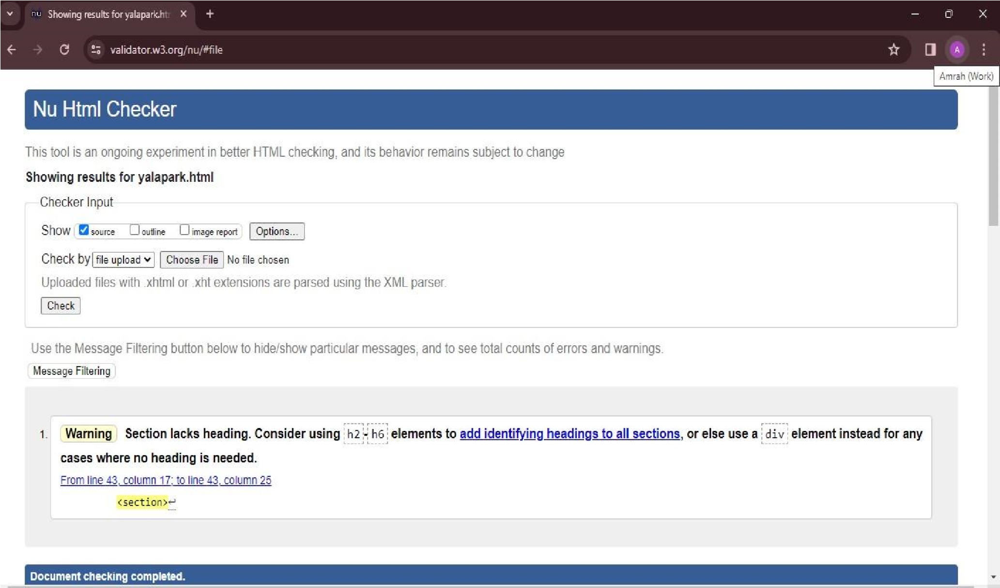 nu Showing results for yalapark.htm
validator.w3.org/nu/#file
A
Amrah (Work)
Nu Html Checker
This tool is an ongoing experiment in better HTML checking, and its behavior remains subject to change
Showing results for yalapark.html
Checker Input
Show source outline image report Options...
Check by file upload Choose File No file chosen
Uploaded files with .xhtml or .xht extensions are parsed using the XML parser.
Check
Use the Message Filtering button below to hide/show particular messages, and to see total counts of errors and warnings.
Message Filtering
1. Warning Section lacks heading. Consider using h2-h6 elements to add identifying headings to all sections, or else use a div element instead for any
cases where no heading is needed.
From line 43, column 17; to line 43, column 25
<section>↩
Document checking completed.